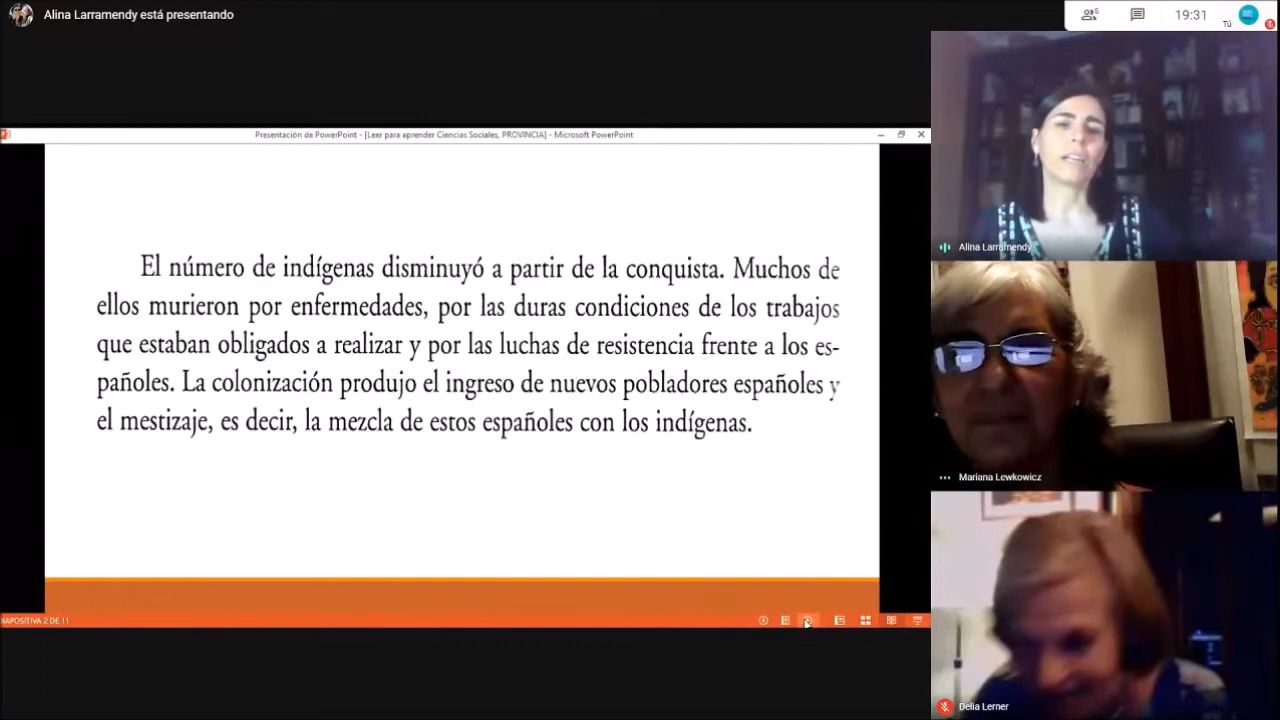 Alina Larramendy está presentando
5
19:31
Tú
Presentación de PowerPoint - [Leer para aprender Ciencias Sociales, PROVINCIA] - Microsoft PowerPoint
El número de indígenas disminuyó a partir de la conquista. Muchos de
ellos murieron por enfermedades, por las duras condiciones de los trabajos
que estaban obligados a realizar y por las luchas de resistencia frente a los es-
pañoles. La colonización produjo el ingreso de nuevos pobladores españoles y
el mestizaje, es decir, la mezcla de estos españoles con los indígenas.
IAPOSITIVA 2 DE 11
Alina Larramendy
Mariana Lewkowicz
Delia Lerner